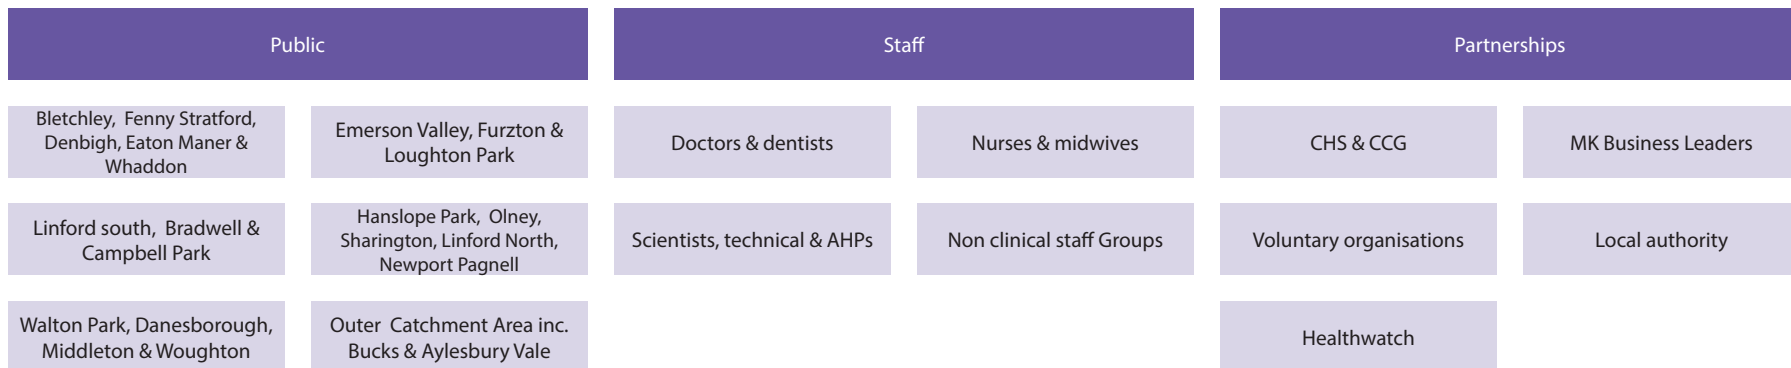 Public
Staff
Partnerships
Bletchley, Fenny Stratford,
Denbigh, Eaton Maner &
Whaddon
Emerson Valley, Furzton &
Loughton Park
Doctors & dentists
Nurses & midwives
CHS & CCG
MK Business Leaders
Linford south, Bradwell &
Campbell Park
Hanslope Park, Olney,
Sharington, Linford North,
Newport Pagnell
Scientists, technical & AHPs
Non clinical staff Groups
Voluntary organisations
Local authority
Walton Park, Danesborough,
Middleton & Woughton
Outer Catchment Area inc.
Bucks & Aylesbury Vale
Healthwatch